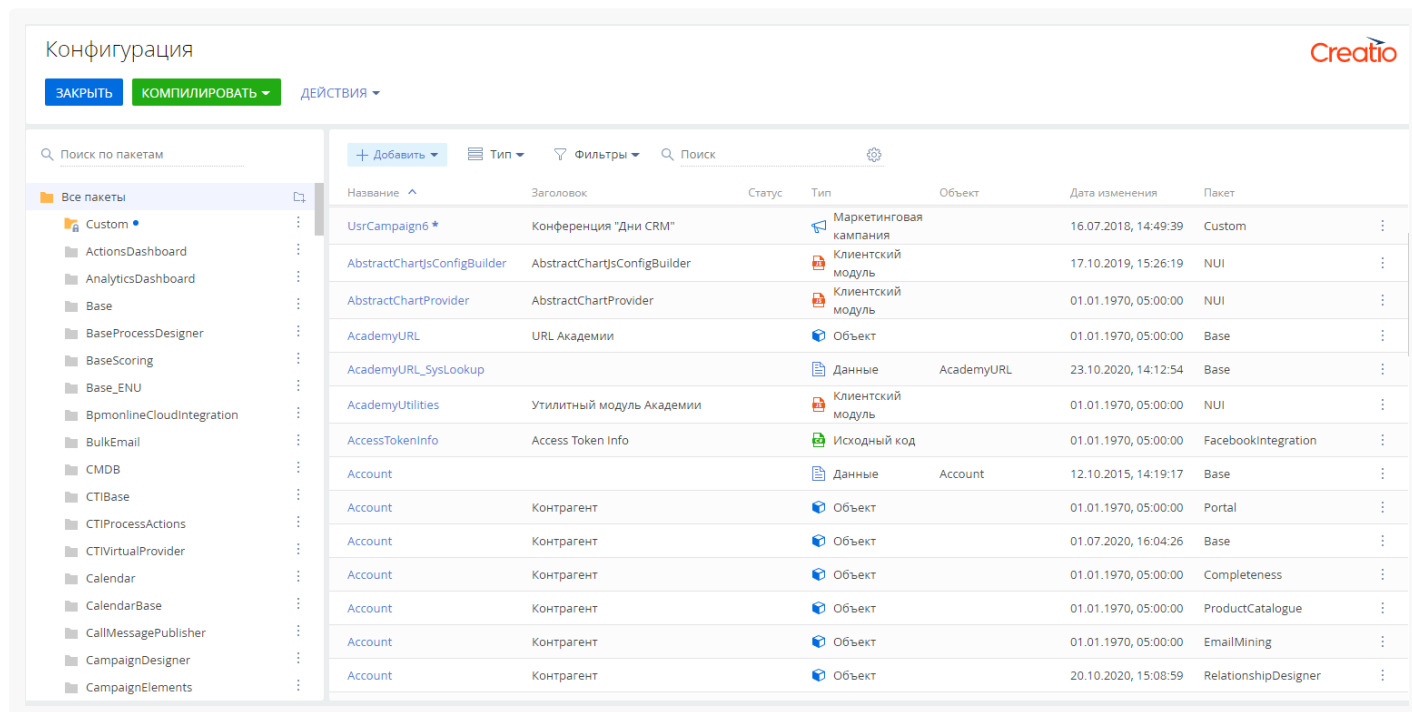 Конфигурация
Creatio
ЗАКРЫТЬ КОМПИЛИРОВАТЬ ДЕЙСТВИЯ
Поиск по пакетам
Все пакеты
Custom
ActionsDashboard
AnalyticsDashboard
Base
BaseProcessDesigner
BaseScoring
Base_ENU
BpmonlineCloudIntegration
BulkEmail
CMDB
CTIBase
CTIProcessActions
CTIVirtualProvider
Calendar
CalendarBase
CallMessagePublisher
CampaignDesigner
CampaignElements
+ Добавить Тип Фильтры Поиск
Название Заголовок Статус Тип Объект Дата изменения Пакет
UsrCampaign6 * Конференция "Дни CRM" Маркетинговая 16.07.2018, 14:49:39 Custom
кампания
AbstractChartJsConfigBuilder AbstractChartJsConfigBuilder Клиентский 17.10.2019, 15:26:19 NUI
модуль
AbstractChartProvider AbstractChartProvider Клиентский 01.01.1970, 05:00:00 NUI
модуль
AcademyURL URL Академии Объект 01.01.1970, 05:00:00 Base
AcademyURL_SysLookup Данные AcademyURL 23.10.2020, 14:12:54 Base
AcademyUtilities Утилитный модуль Академии Клиентский 01.01.1970, 05:00:00 NUI
модуль
AccessTokenInfo Access Token Info Исходный код 01.01.1970, 05:00:00 FacebookIntegration
Account Данные Account 12.10.2015, 14:19:17 Base
Account Контрагент Объект 01.01.1970, 05:00:00 Portal
Account Контрагент Объект 01.07.2020, 16:04:26 Base
Account Контрагент Объект 01.01.1970, 05:00:00 Completeness
Account Контрагент Объект 01.01.1970, 05:00:00 ProductCatalogue
Account Контрагент Объект 01.01.1970, 05:00:00 EmailMining
Account Контрагент Объект 20.10.2020, 15:08:59 RelationshipDesigner